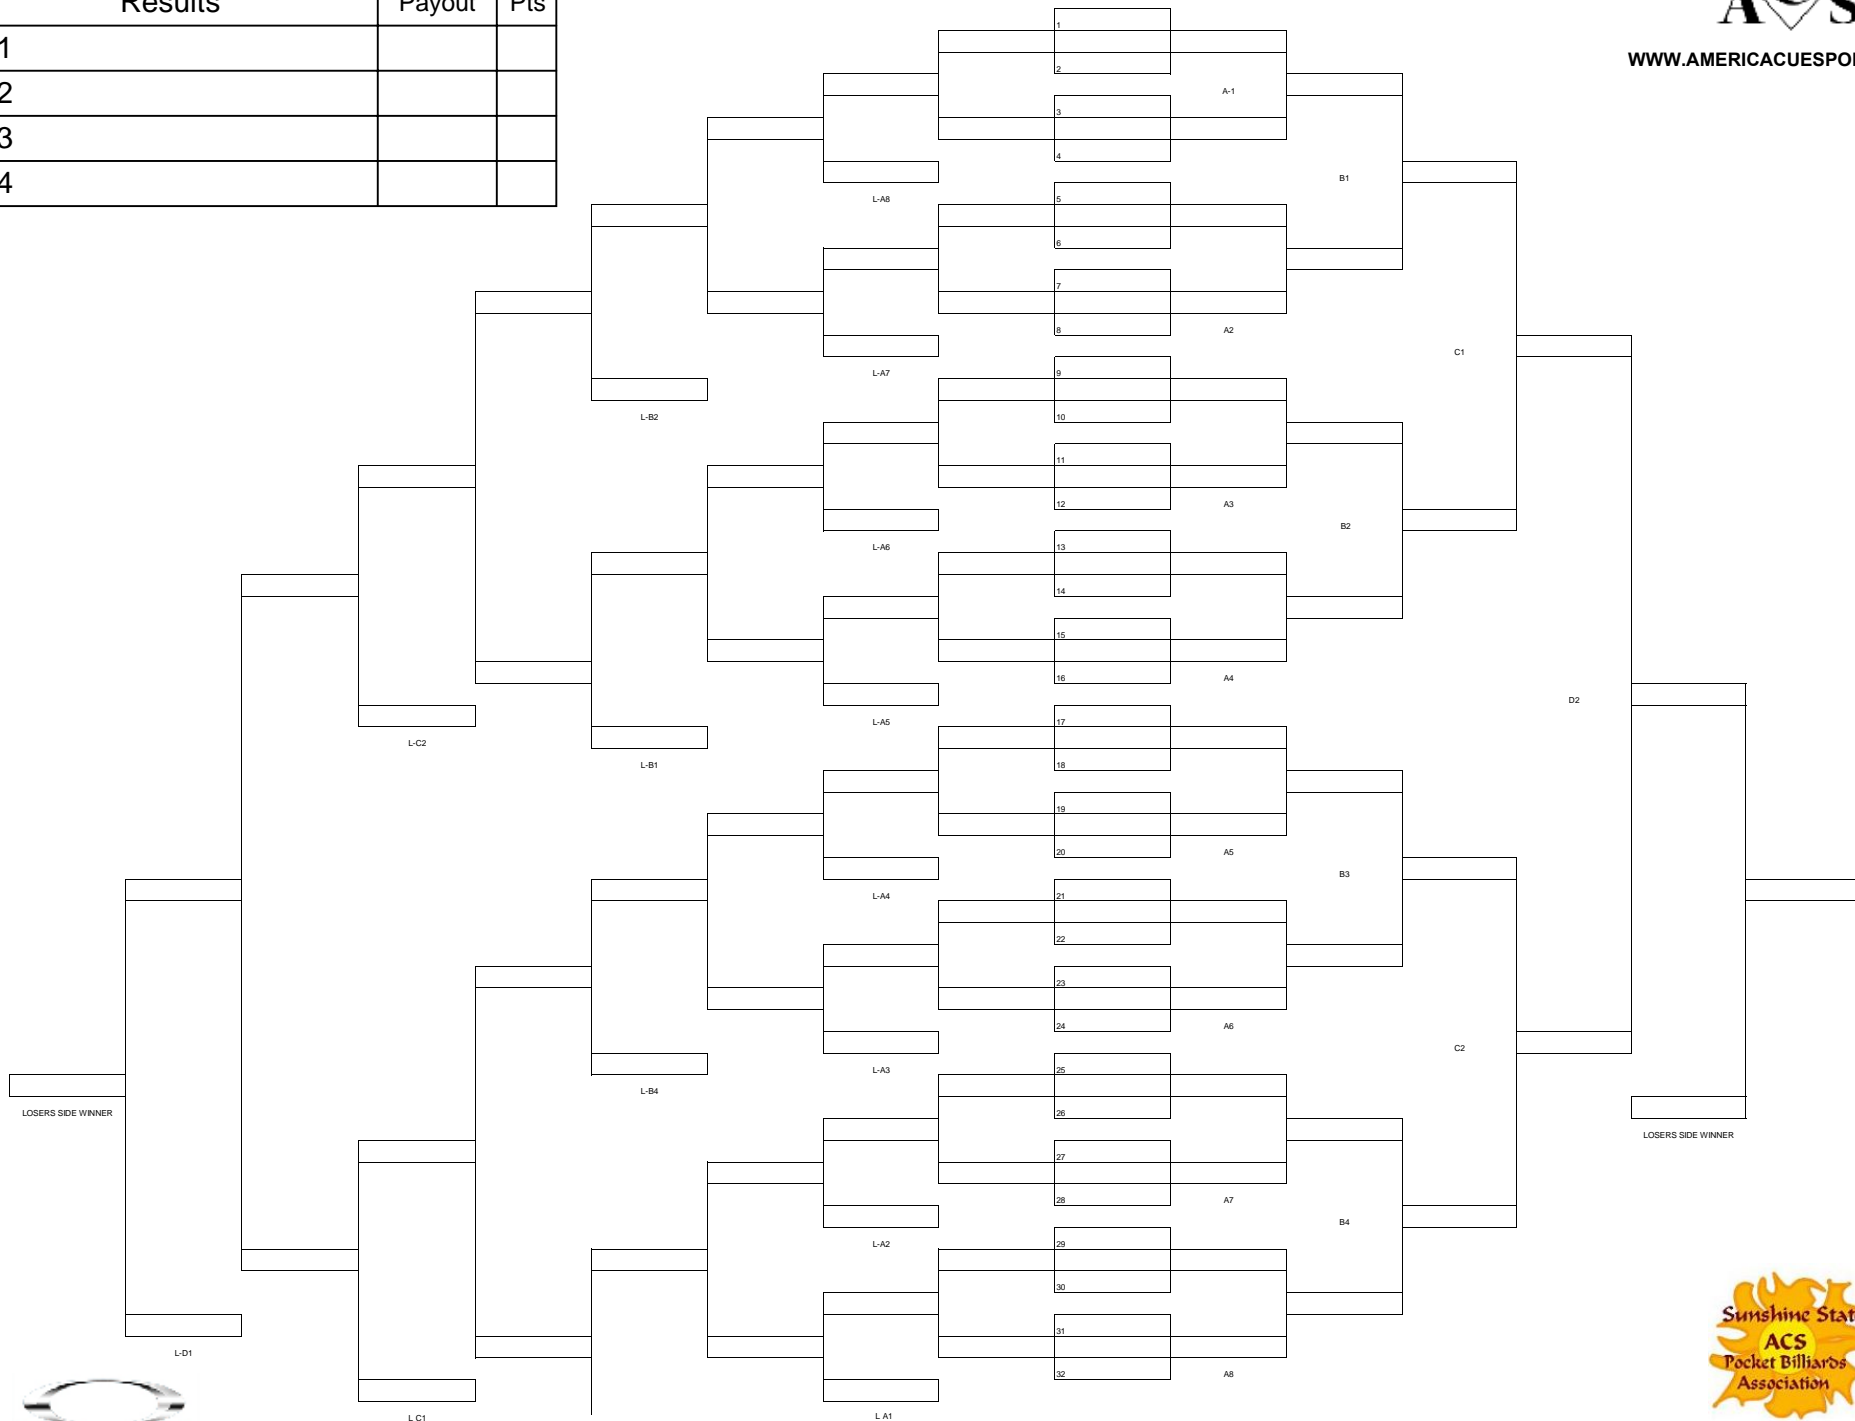 Results Payout Pts
1
2
3
4
WWW.AMERICACUESPO
1
2
3
4
5
6
7
8
9
10
11
12
13
14
15
16
17
18
19
20
21
22
23
24
25
26
27
28
29
30
31
32
A-1
A2
A3
A4
A5
A6
A7
A8
B1
B2
B3
B4
C1
C2
D2
LOSERS SIDE WINNER
L-A8
L-A7
L-A6
L-A5
L-A4
L-A3
L-A2
L A1
L-B2
L-B1
L-B4
L-C2
L C1
L-D1
LOSERS SIDE WINNER
Sunshine Stat
ACS
Pocket Billiards
Association